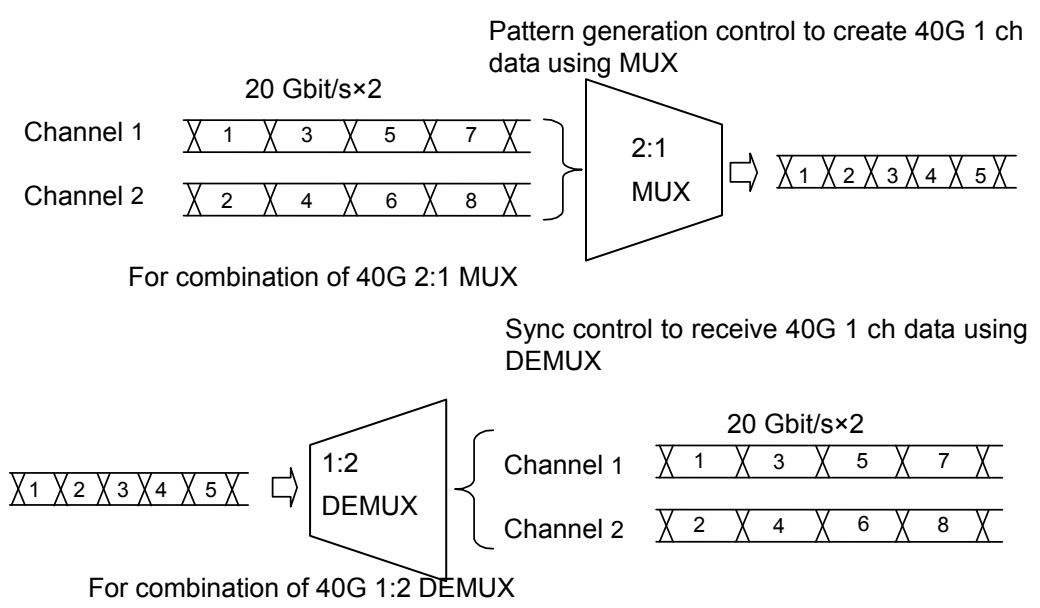 Pattern generation control to create 40G 1 ch
data using MUX
20 Gbit/s×2
Channel 1
1 3 5 7
2:1
MUX
1 2 3 4 5
Channel 2
2 4 6 8
For combination of 40G 2:1 MUX
Sync control to receive 40G 1 ch data using
DEMUX
20 Gbit/s×2
1 2 3 4 5
1:2
DEMUX
Channel 1
1 3 5 7
Channel 2
2 4 6 8
For combination of 40G 1:2 DEMUX